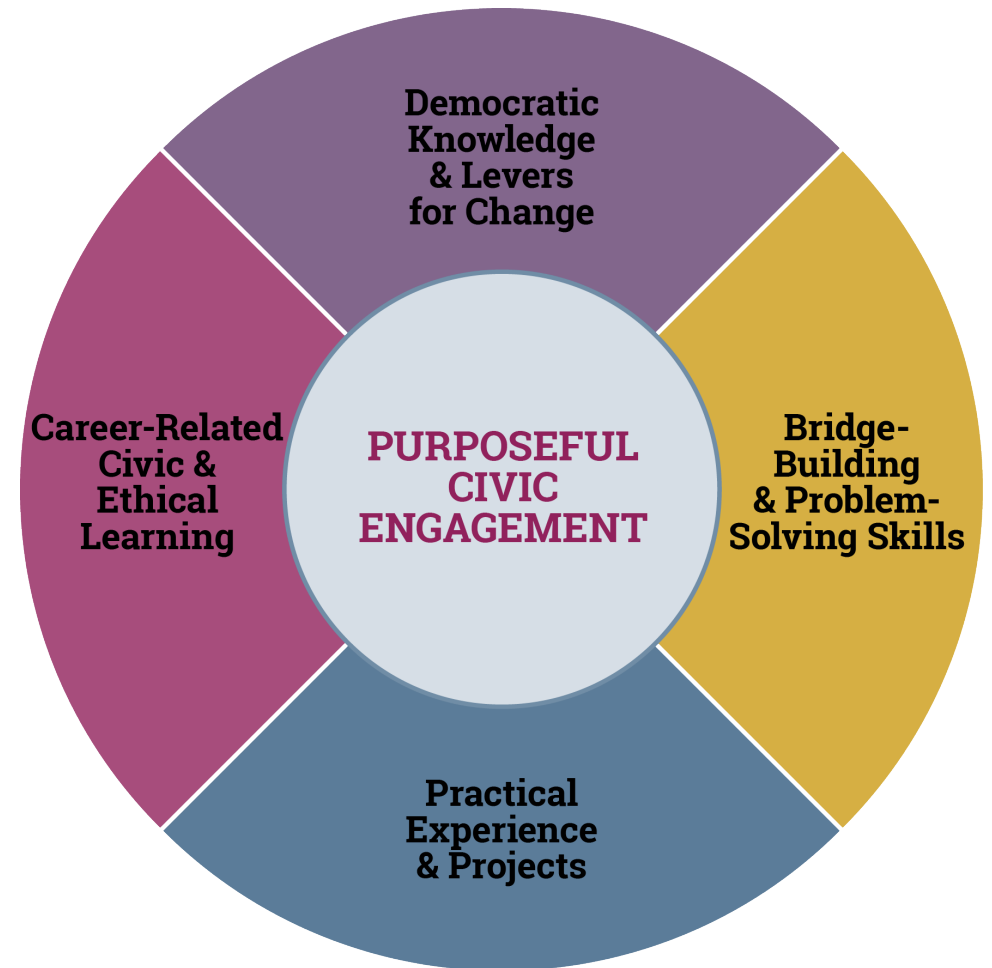 Democratic
Knowledge
& Levers
for Change
Career-Related
Civic &
Ethical
Learning
PURPOSEFUL
CIVIC
ENGAGEMENT
Bridge-
Building
& Problem-
Solving Skills
Practical
Experience
& Projects